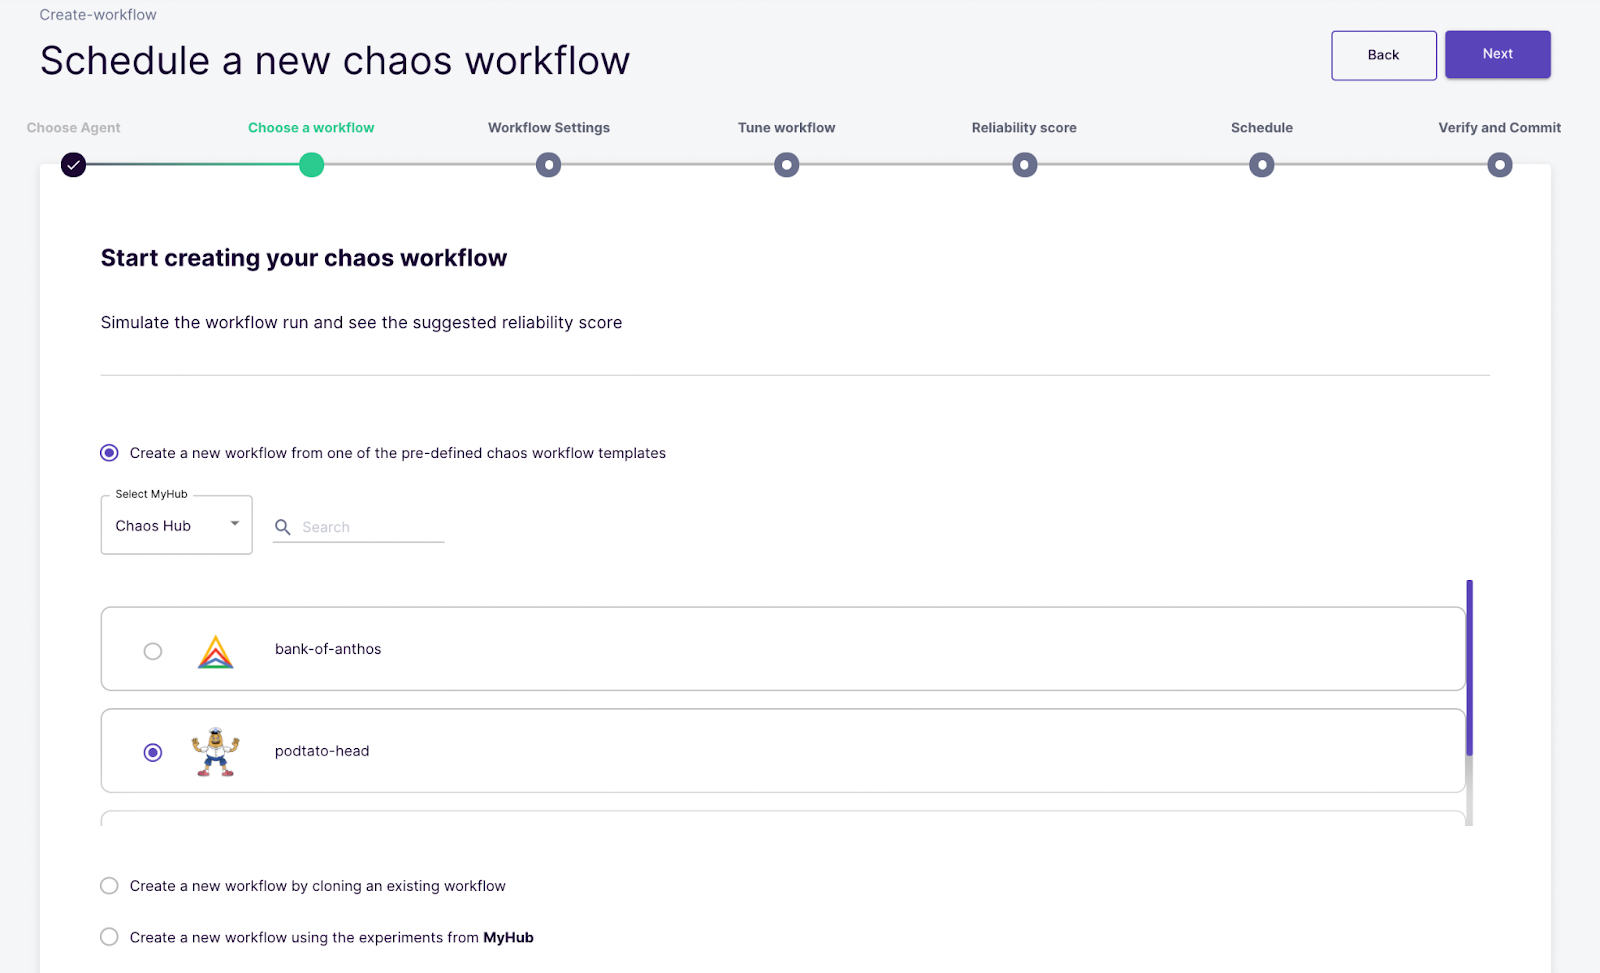 Create-workflow
Schedule a new chaos workflow
Back
Next
Choose Agent
Choose a workflow
Workflow Settings
Tune workflow
Reliability score
Schedule
Verify and Commit
Start creating your chaos workflow
Simulate the workflow run and see the suggested reliability score
Create a new workflow from one of the pre-defined chaos workflow templates
Select MyHub
Chaos Hub
Search
bank-of-anthos
podtato-head
Create a new workflow by cloning an existing workflow
Create a new workflow using the experiments from MyHub